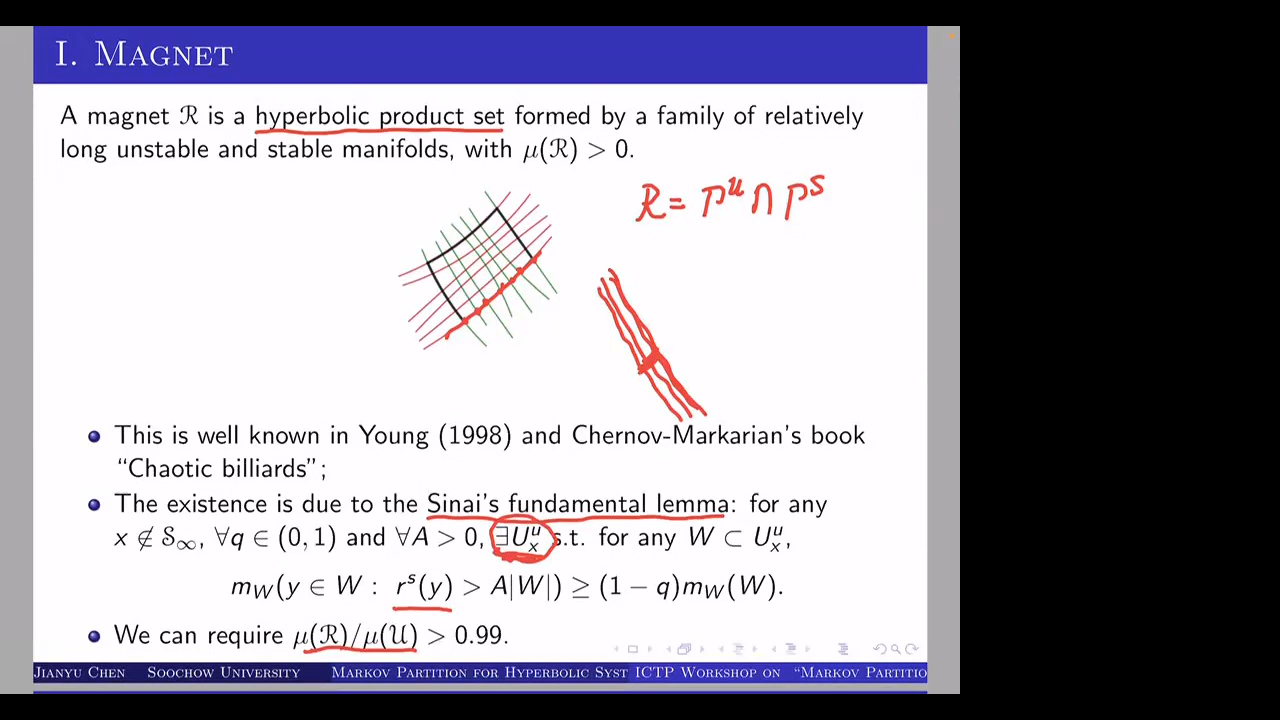 I. Magnet
A magnet ℛ is a hyperbolic product set formed by a family of relatively
long unstable and stable manifolds, with μ(ℛ) > 0.
ℛ = Γᵘ ∩ Γˢ
This is well known in Young (1998) and Chernov-Markarian's book
“Chaotic billiards”;
The existence is due to the Sinai's fundamental lemma: for any
x ∉ 𝒮_∞, ∀q ∈ (0, 1) and ∀A > 0, ∃U_x^u s.t. for any W ⊂ U_x^u,
m_W(y ∈ W : r^s(y) > A|W|) ≥ (1 − q)m_W(W).
We can require μ(ℛ)/μ(𝒰) > 0.99.
Jianyu Chen Soochow University Markov Partition for Hyperbolic Syst ICTP Workshop on “Markov Partitio